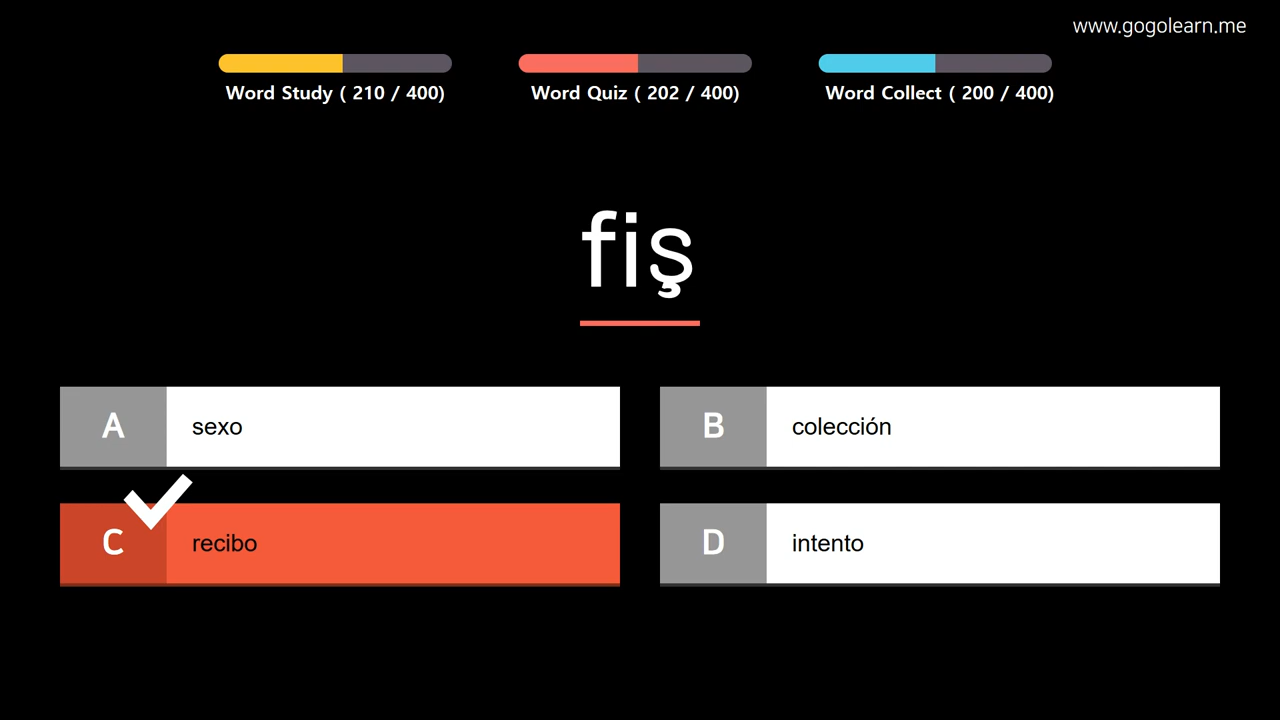 www.gogolearn.me
Word Study ( 210 / 400)
Word Quiz ( 202 / 400)
Word Collect ( 200 / 400)
fiş
A sexo
B colección
C recibo
D intento